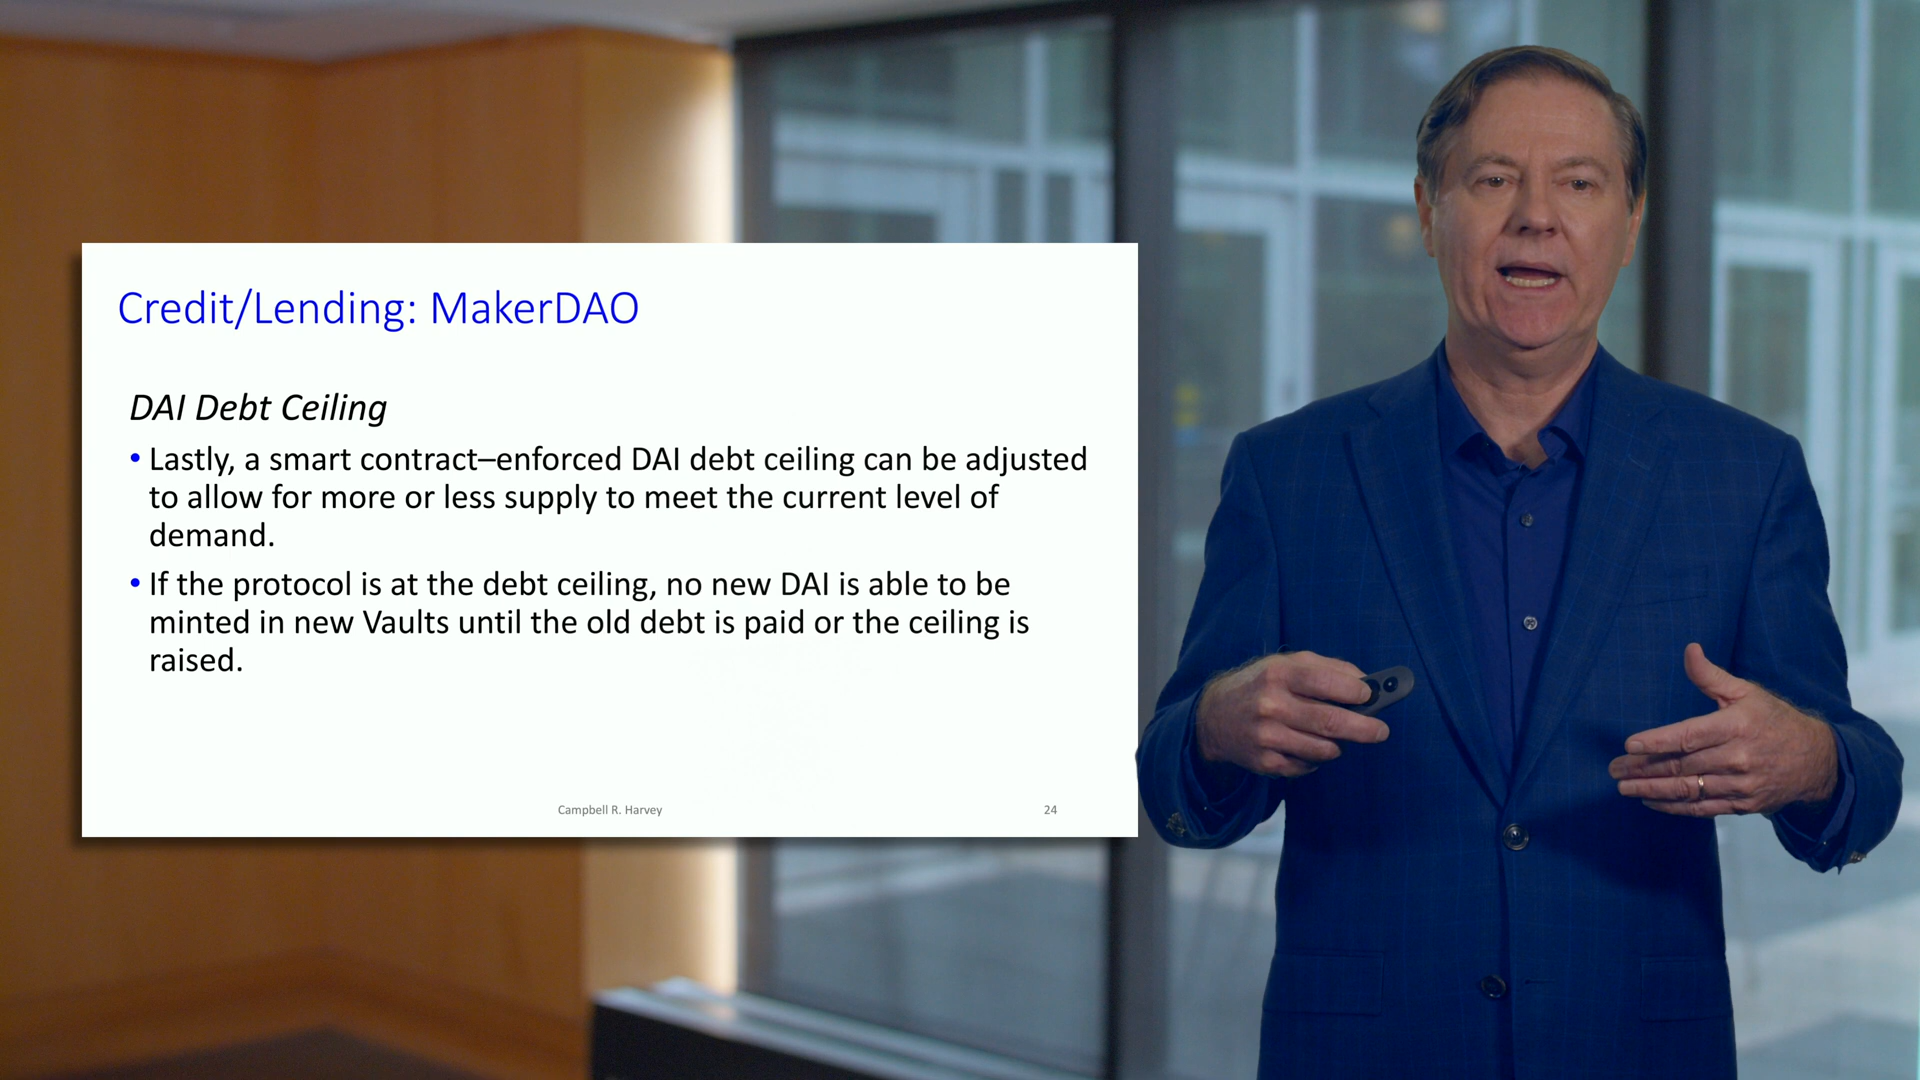 Credit/Lending: MakerDAO
DAI Debt Ceiling
• Lastly, a smart contract–enforced DAI debt ceiling can be adjusted
to allow for more or less supply to meet the current level of
demand.
• If the protocol is at the debt ceiling, no new DAI is able to be
minted in new Vaults until the old debt is paid or the ceiling is
raised.
Campbell R. Harvey
24